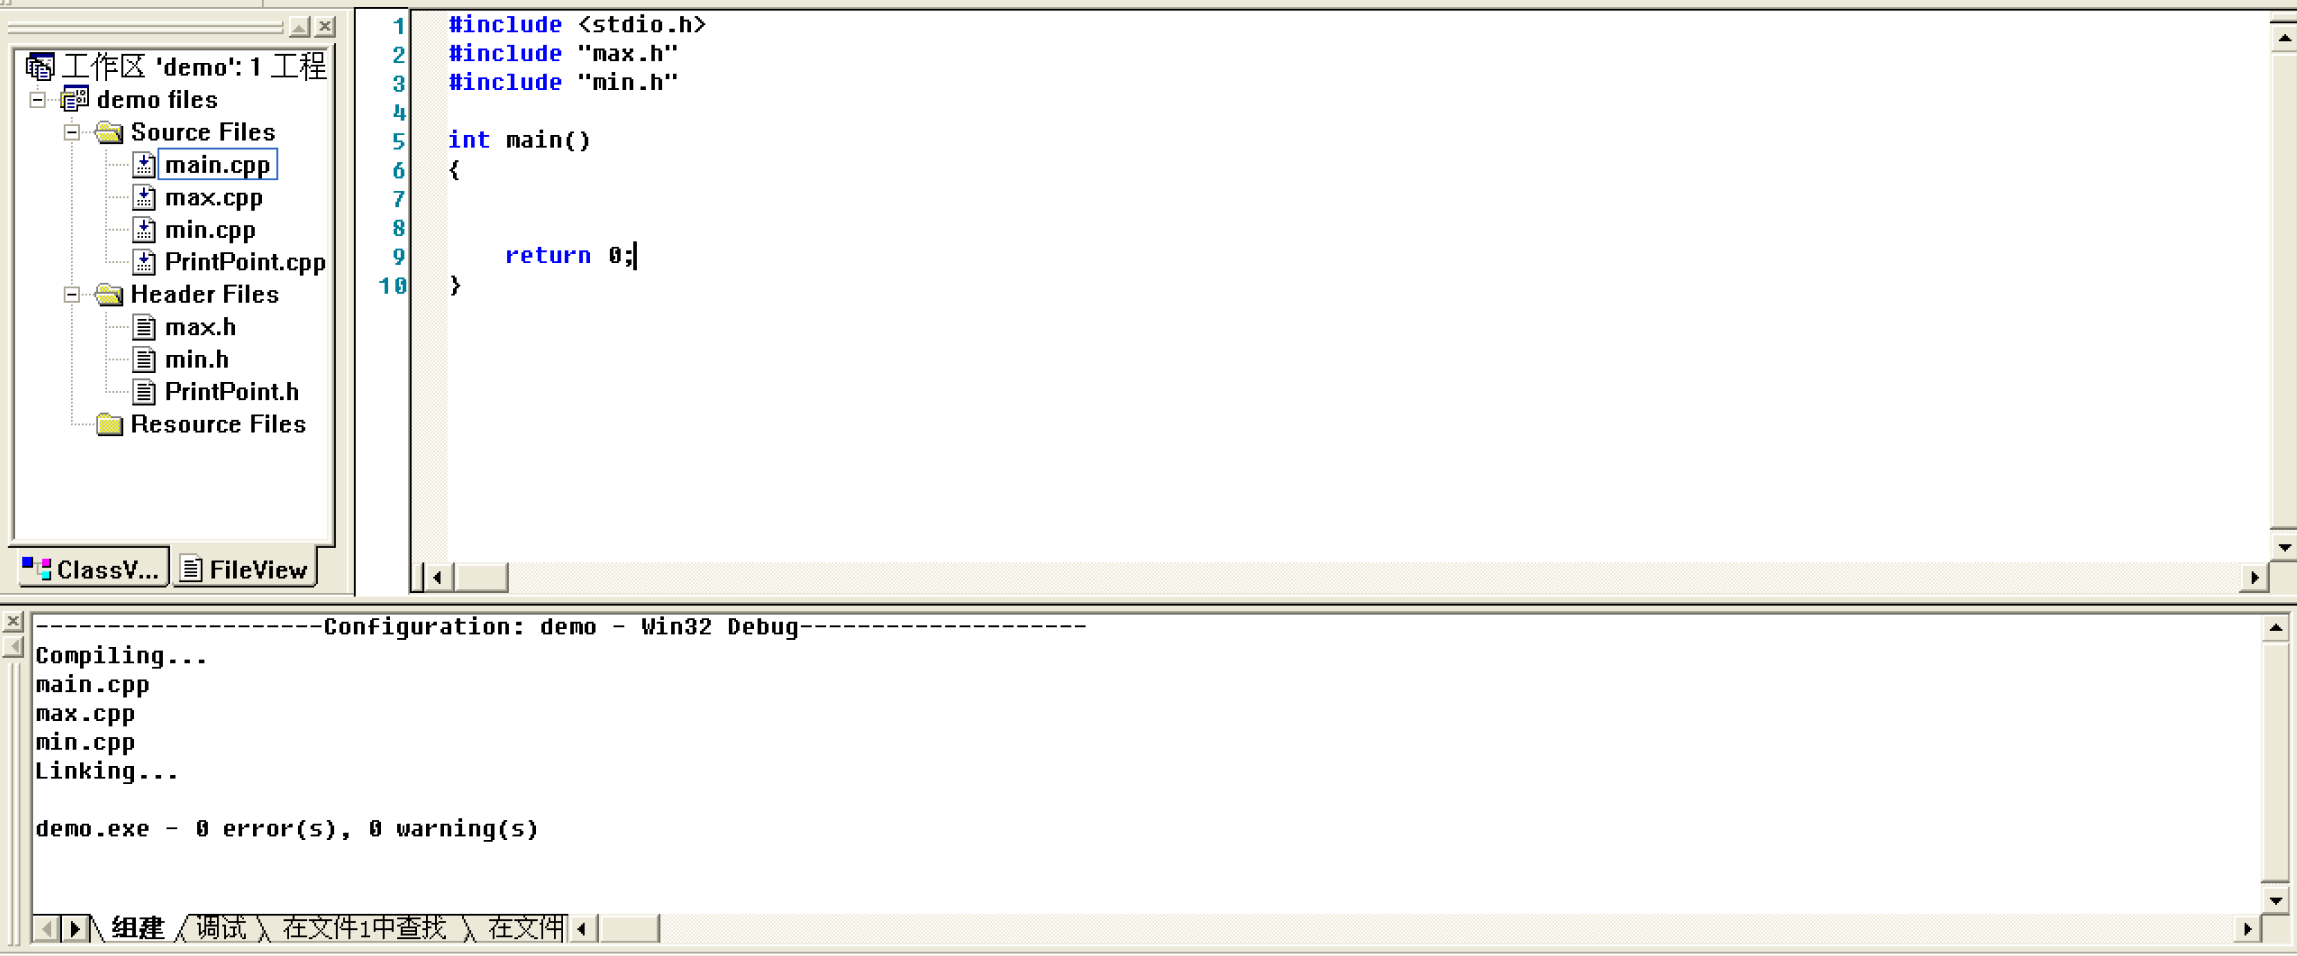 工作区 'demo': 1 工程
demo files
Source Files
main.cpp
max.cpp
min.cpp
PrintPoint.cpp
Header Files
max.h
min.h
PrintPoint.h
Resource Files
ClassV... FileView
1 #include <stdio.h>
2 #include "max.h"
3 #include "min.h"
4
5 int main()
6 {
7
8
9 return 0;
10 }
--------------------Configuration: demo - Win32 Debug--------------------
Compiling...
main.cpp
max.cpp
min.cpp
Linking...
demo.exe - 0 error(s), 0 warning(s)
组建 调试 在文件1中查找 在文件